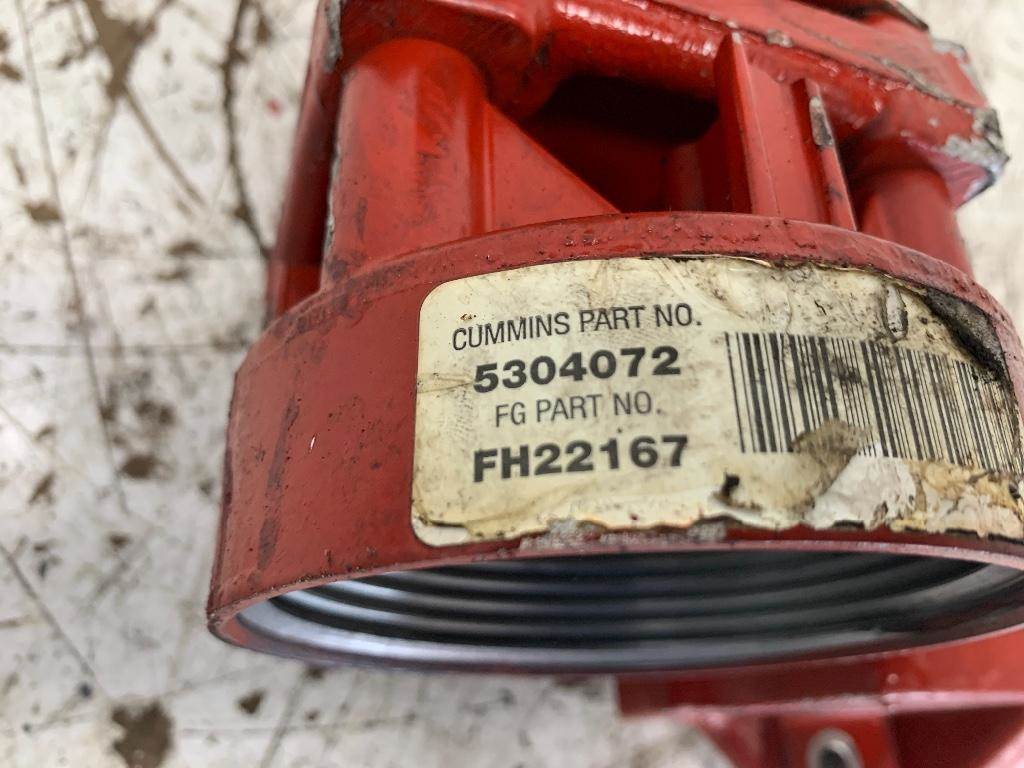 CUMMINS PART NO.
5304072
FG PART NO.
FH22167